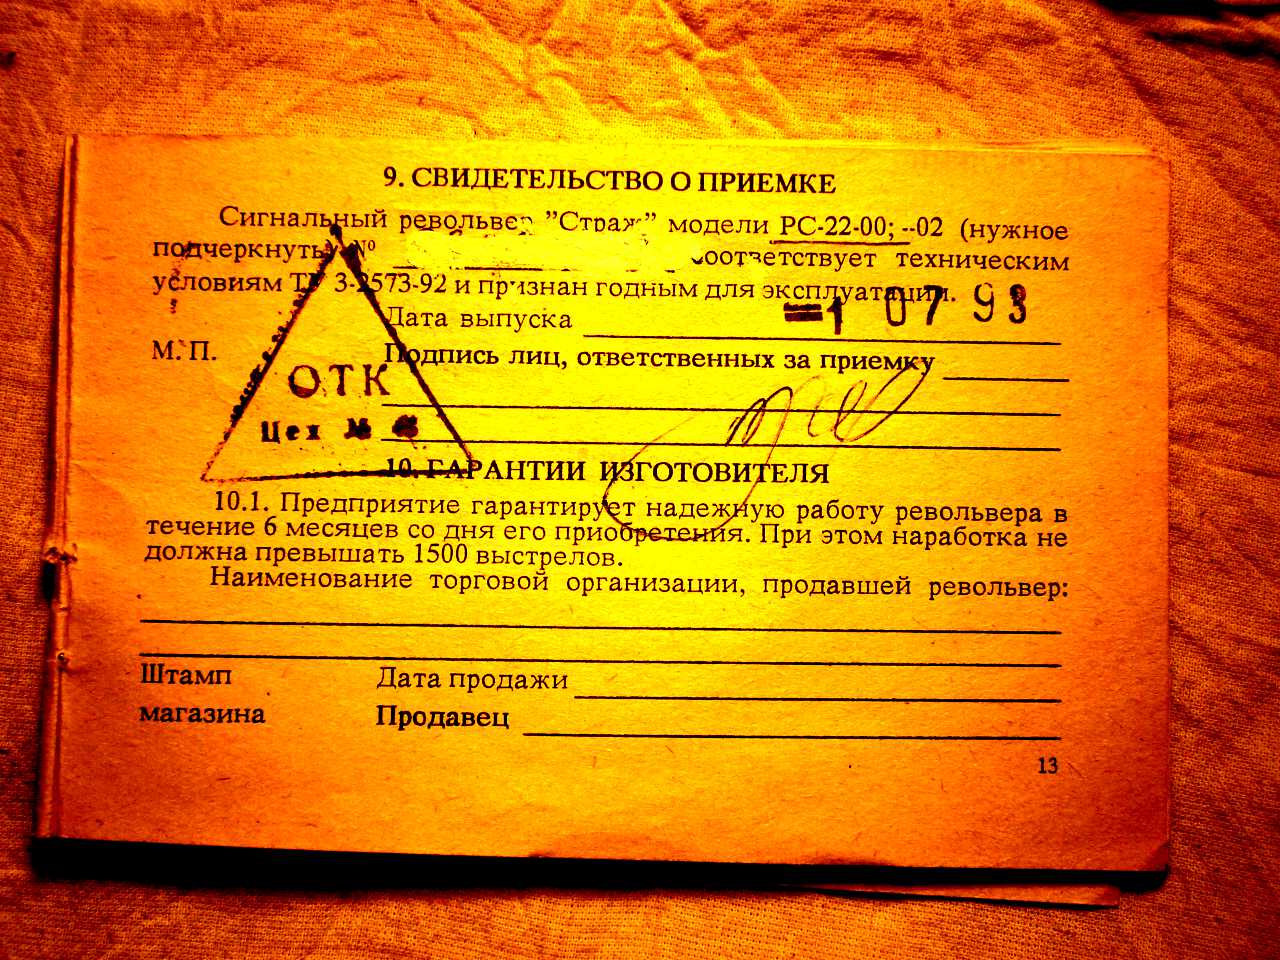 9. СВИДЕТЕЛЬСТВО О ПРИЕМКЕ
Сигнальный револьвер "Страж" модели РС-22-00; -02 (нужное
подчеркнуть) № соответствует техническим
условиям ТУ 3-2573-92 и признан годным для эксплуатации.
Дата выпуска 1 07 93
М. П. Подпись лиц, ответственных за приемку
ОТК
Цех №
10. ГАРАНТИИ ИЗГОТОВИТЕЛЯ
10.1. Предприятие гарантирует надежную работу револьвера в
течение 6 месяцев со дня его приобретения. При этом наработка не
должна превышать 1500 выстрелов.
Наименование торговой организации, продавшей револьвер:
Штамп Дата продажи
магазина Продавец
13